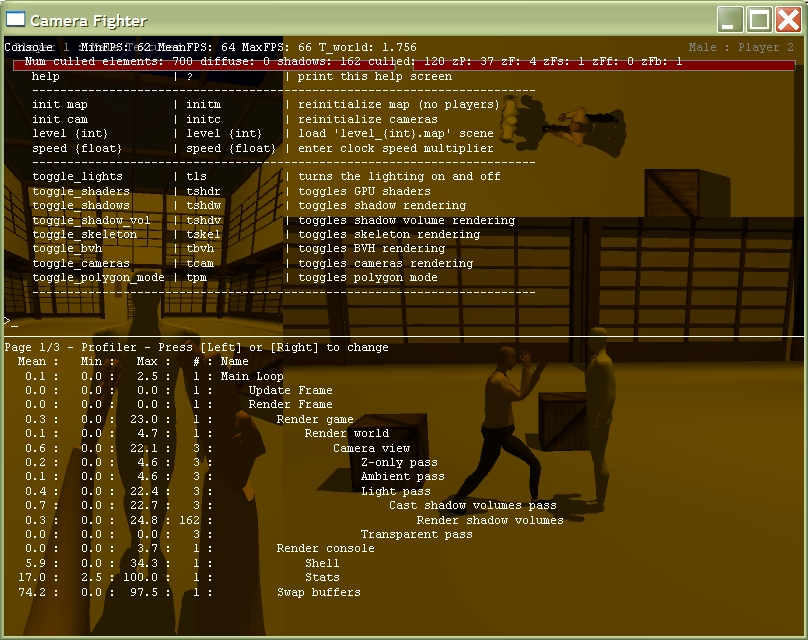 Camera Fighter
Console MinFPS: 62 MeanFPS: 64 MaxFPS: 66 T_world: 1.756
Male : Player 2
Num culled elements: 700 diffuse: 0 shadows: 162 culled: 120 zP: 37 zF: 4 zFs: 1 zFf: 0 zFb: 1
help | ? | print this help screen
init map | initm | reinitialize map (no players)
init cam | initc | reinitialize cameras
level {int} | level {int} | load 'level_{int}.map' scene
speed {float} | speed {float} | enter clock speed multiplier
toggle_lights | tls | turns the lighting on and off
toggle_shaders | tshdr | toggles GPU shaders
toggle_shadows | tshdw | toggles shadow rendering
toggle_shadow_vol | tshdv | toggles shadow volume rendering
toggle_skeleton | tskel | toggles skeleton rendering
toggle_bvh | tbvh | toggles BVH rendering
toggle_cameras | tcam | toggles cameras rendering
toggle_polygon_mode | tpm | toggles polygon mode
>_
Page 1/3 - Profiler - Press [Left] or [Right] to change
Mean : Min : Max : # : Name
0.1 : 0.0 : 2.5 : 1 : Main Loop
0.0 : 0.0 : 0.0 : 1 : Update Frame
0.0 : 0.0 : 0.0 : 1 : Render Frame
0.3 : 0.0 : 23.0 : 1 : Render game
0.1 : 0.0 : 4.7 : 1 : Render world
0.6 : 0.0 : 22.1 : 3 : Camera view
0.2 : 0.0 : 4.6 : 3 : Z-only pass
0.1 : 0.0 : 4.6 : 3 : Ambient pass
0.4 : 0.0 : 22.4 : 3 : Light pass
0.7 : 0.0 : 22.7 : 3 : Cast shadow volumes pass
0.3 : 0.0 : 24.8 : 162 : Render shadow volumes
0.0 : 0.0 : 0.0 : 3 : Transparent pass
0.0 : 0.0 : 3.7 : 1 : Render console
5.9 : 0.0 : 34.3 : 1 : Shell
17.0 : 2.5 : 100.0 : 1 : Stats
74.2 : 0.0 : 97.5 : 1 : Swap buffers